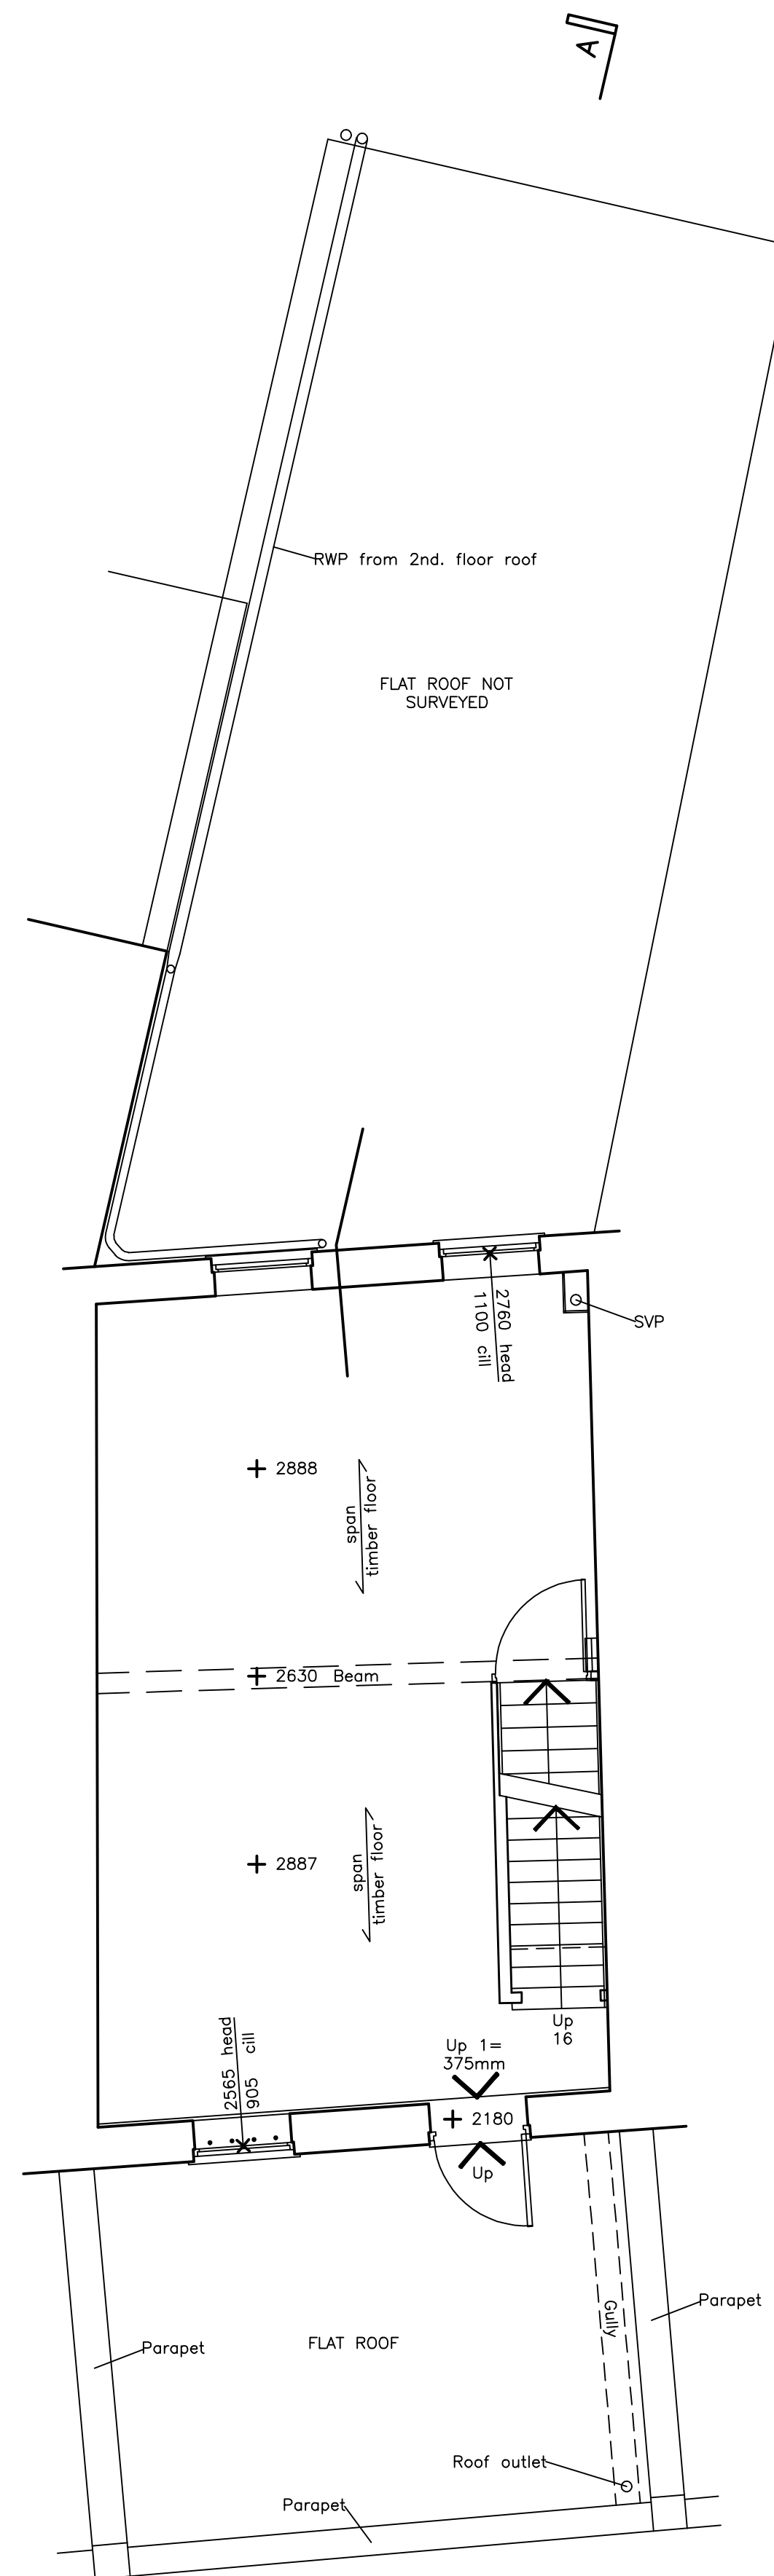 A
RWP from 2nd. floor roof
FLAT ROOF NOT
SURVEYED
2760 head
1100 cill
SVP
2888
span
timber floor
2630 Beam
2887
span
timber floor
Up
16
2565 head
905 cill
Up 1=
375mm
2180
Up
Gully
Parapet
Parapet
FLAT ROOF
Roof outlet
Parapet